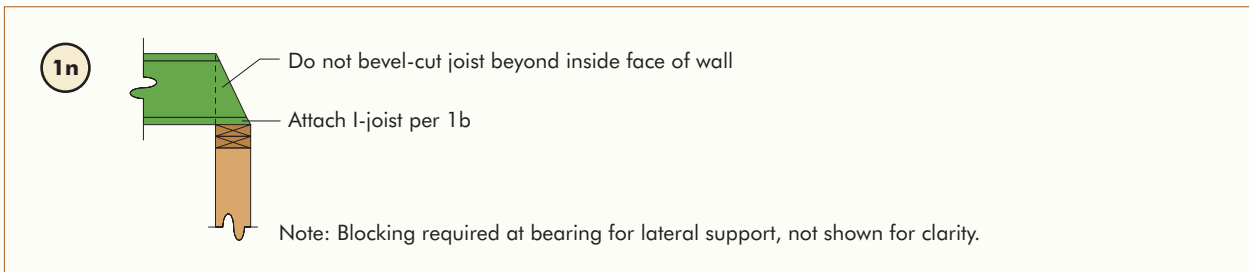 1n
Do not bevel-cut joist beyond inside face of wall
Attach I-joist per 1b
Note: Blocking required at bearing for lateral support, not shown for clarity.